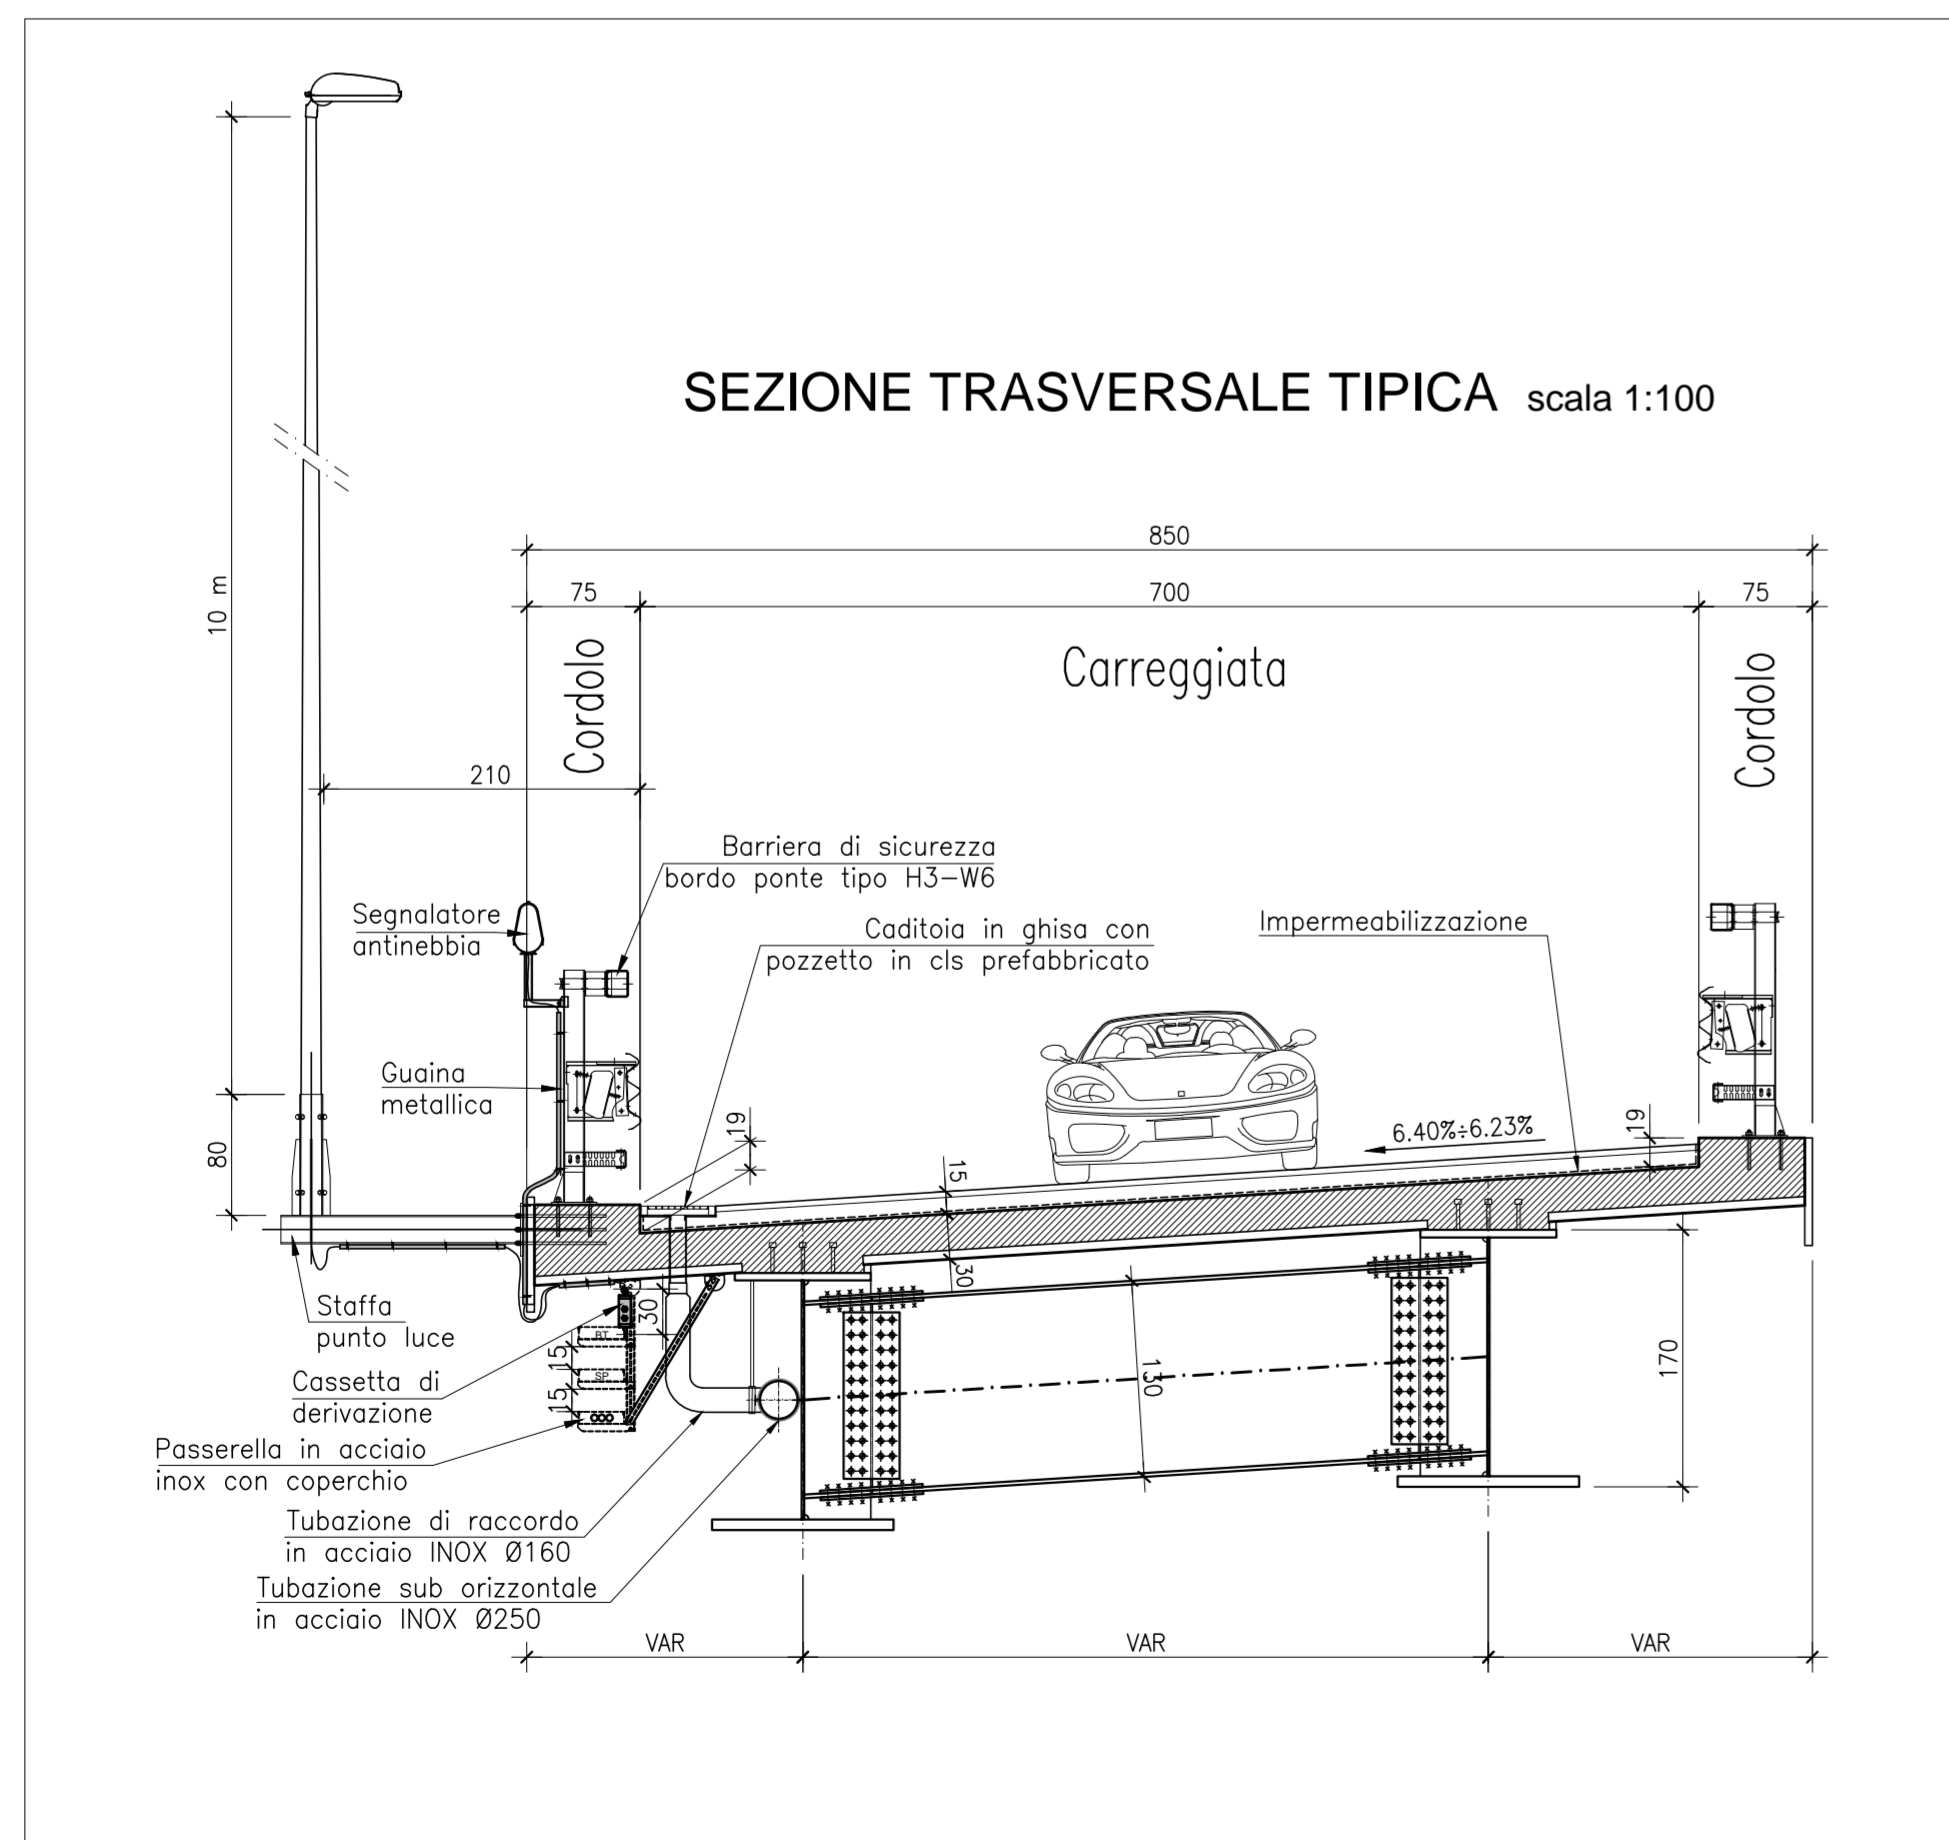 SEZIONE TRASVERSALE TIPICA scala 1:100
850
75
700
75
10 m
Cordolo
Carreggiata
Cordolo
210
Barriera di sicurezza
bordo ponte tipo H3-W6
Segnalatore
antinebbia
Caditoia in ghisa con
pozzetto in cls prefabbricato
Impermeabilizzazione
Guaina
metallica
19
6.40%÷6.23%
19
80
15
30
30
Staffa
punto luce
BT
15
SP
15
130
170
Cassetta di
derivazione
Passerella in acciaio
inox con coperchio
Tubazione di raccordo
in acciaio INOX Ø160
Tubazione sub orizzontale
in acciaio INOX Ø250
VAR
VAR
VAR